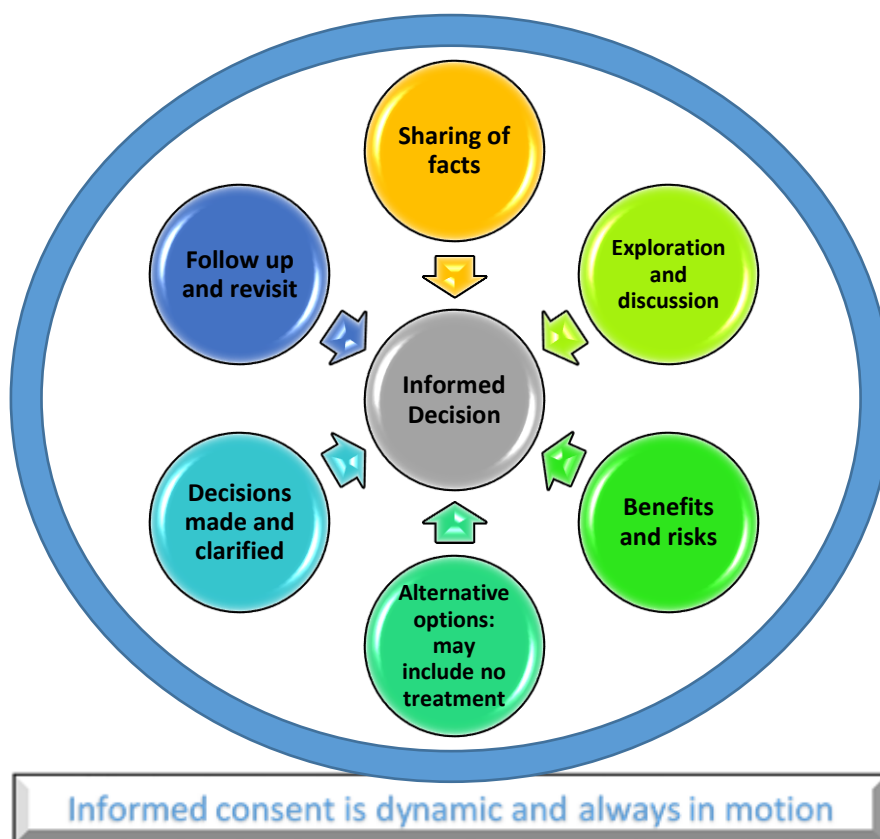 Sharing of
facts
Exploration
and
discussion
Benefits
and risks
Alternative
options:
may
include no
treatment
Decisions
made and
clarified
Follow up
and revisit
Informed
Decision
Informed consent is dynamic and always in motion